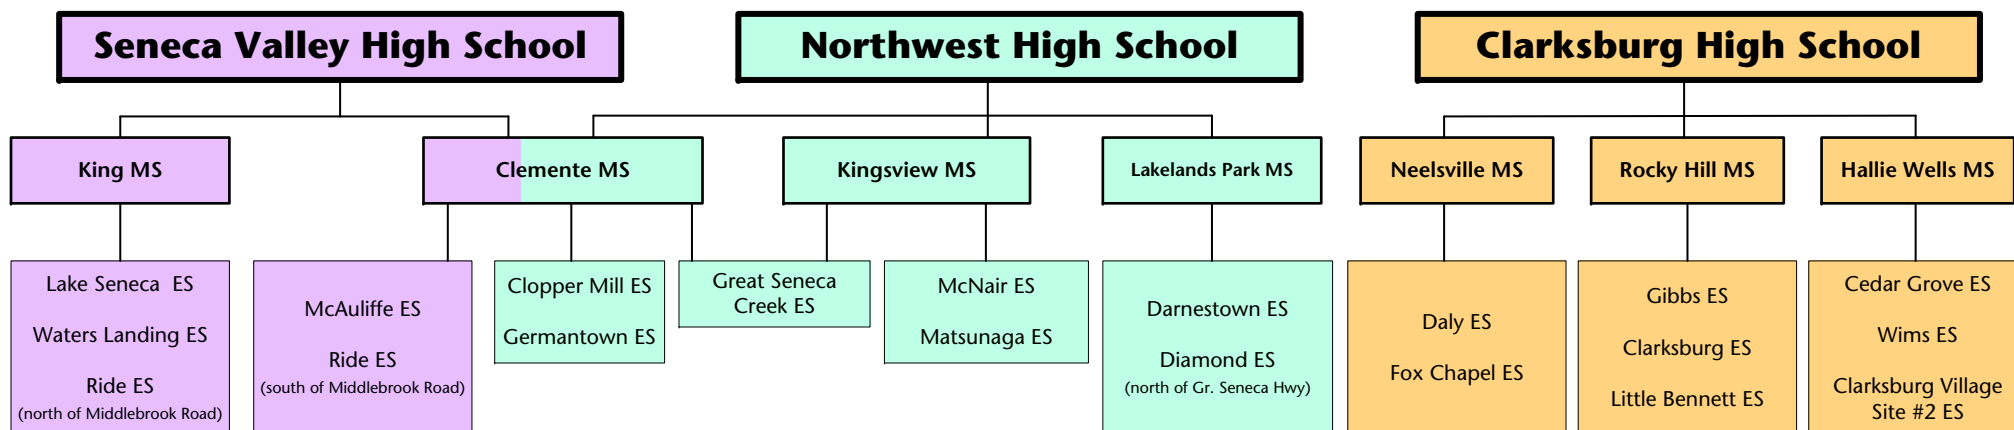 Seneca Valley High School
Northwest High School
Clarksburg High School
King MS
Clemente MS
Kingsview MS
Lakelands Park MS
Neelsville MS
Rocky Hill MS
Hallie Wells MS
Lake Seneca ES
Waters Landing ES
Ride ES
(north of Middlebrook Road)
McAuliffe ES
Ride ES
(south of Middlebrook Road)
Clopper Mill ES
Germantown ES
Great Seneca
Creek ES
McNair ES
Matsunaga ES
Darnestown ES
Diamond ES
(north of Gr. Seneca Hwy)
Daly ES
Fox Chapel ES
Gibbs ES
Clarksburg ES
Little Bennett ES
Cedar Grove ES
Wims ES
Clarksburg Village
Site #2 ES